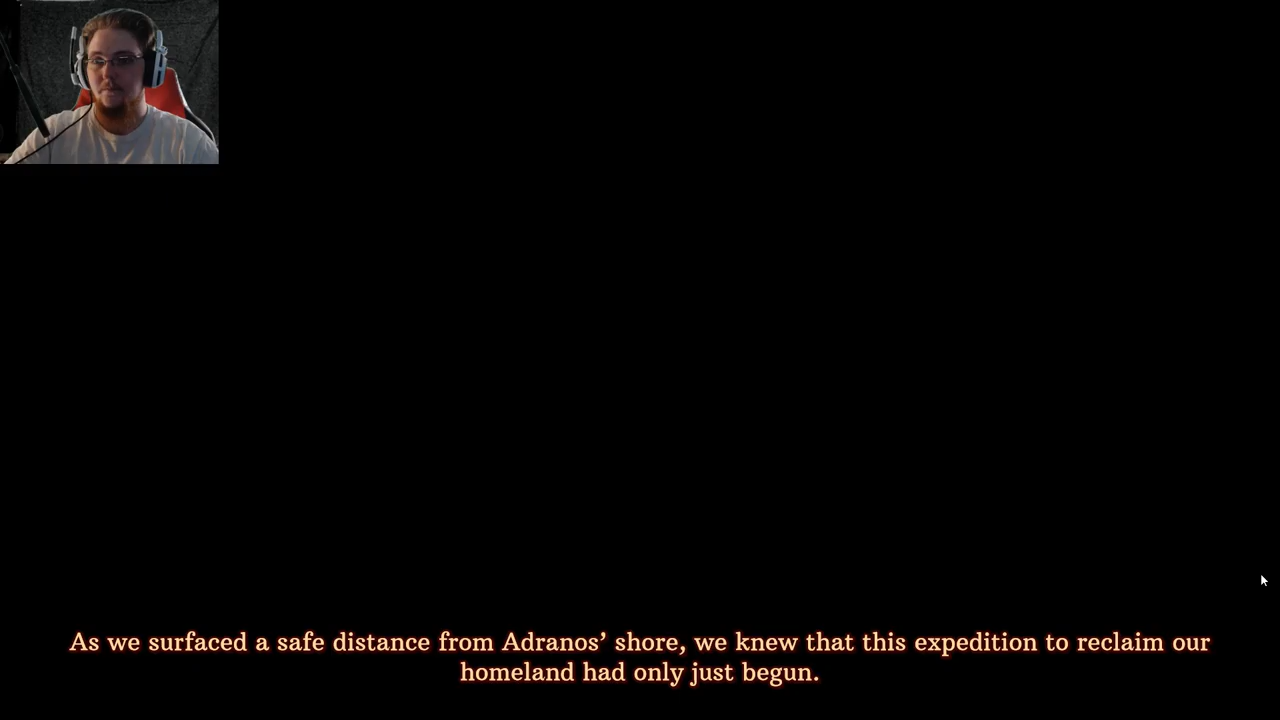 As we surfaced a safe distance from Adranos’ shore, we knew that this expedition to reclaim our
homeland had only just begun.